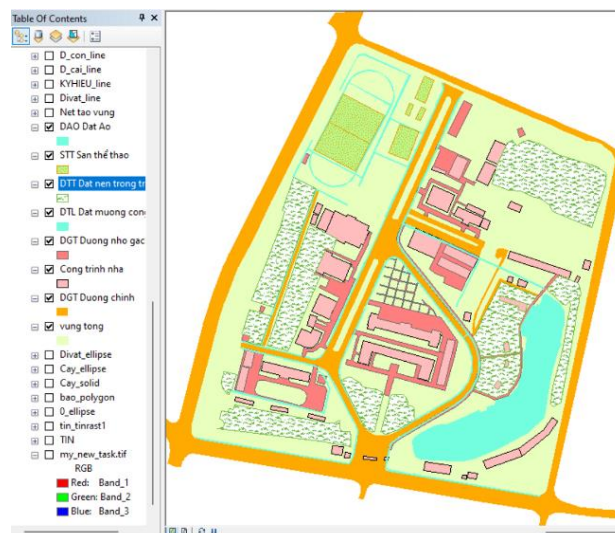 Table Of Contents
D_con_line
D_cai_line
KYHIEU_line
Divat_line
Net tao vung
DAO Dat Ao
STT San thể thao
DTT Dat nen trong tr
DTL Dat muong con
DGT Duong nho gac
Cong trinh nha
DGT Duong chinh
vung tong
Divat_ellipse
Cay_ellipse
Cay_solid
bao_polygon
0_ellipse
tin_tinrast1
TIN
my_new_task.tif
RGB
Red: Band_1
Green: Band_2
Blue: Band_3